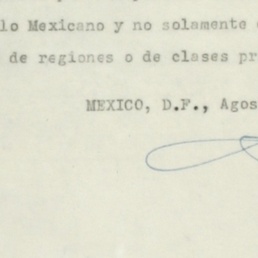 lo Mexicano y no solamente
de regiones o de clases pr
MEXICO, D.F., Agos